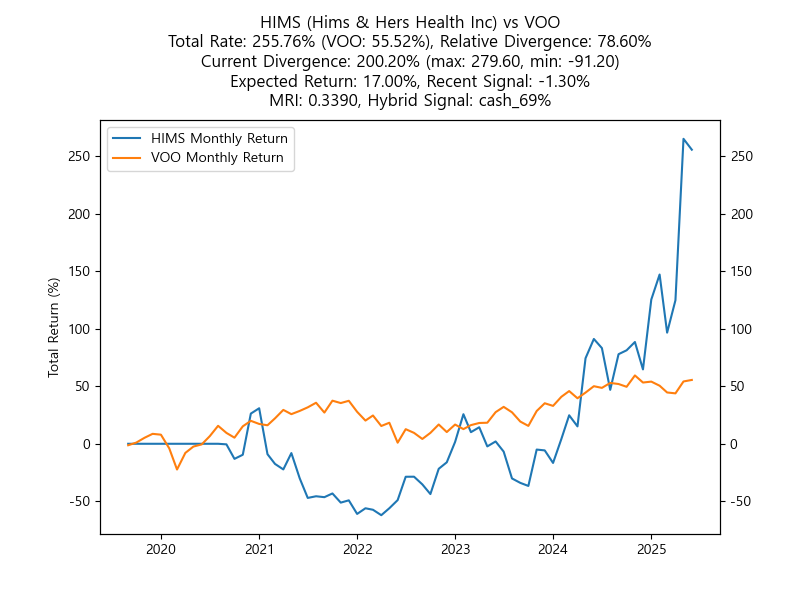 HIMS (Hims & Hers Health Inc) vs VOO
Total Rate: 255.76% (VOO: 55.52%), Relative Divergence: 78.60%
Current Divergence: 200.20% (max: 279.60, min: -91.20)
Expected Return: 17.00%, Recent Signal: -1.30%
MRI: 0.3390, Hybrid Signal: cash_69%
HIMS Monthly Return
VOO Monthly Return
Total Return (%)
250
200
150
100
50
0
-50
250
200
150
100
50
0
-50
2020 2021 2022 2023 2024 2025